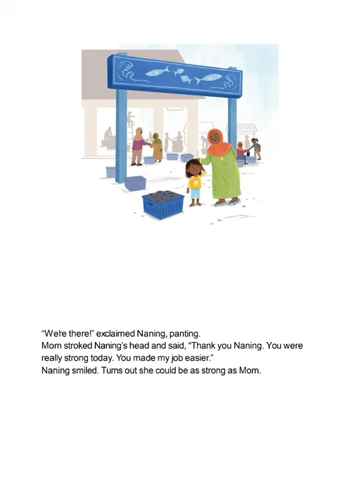 “We're there!” exclaimed Naning, panting.
Mom stroked Naning’s head and said, “Thank you Naning. You were
really strong today. You made my job easier.”
Naning smiled. Turns out she could be as strong as Mom.